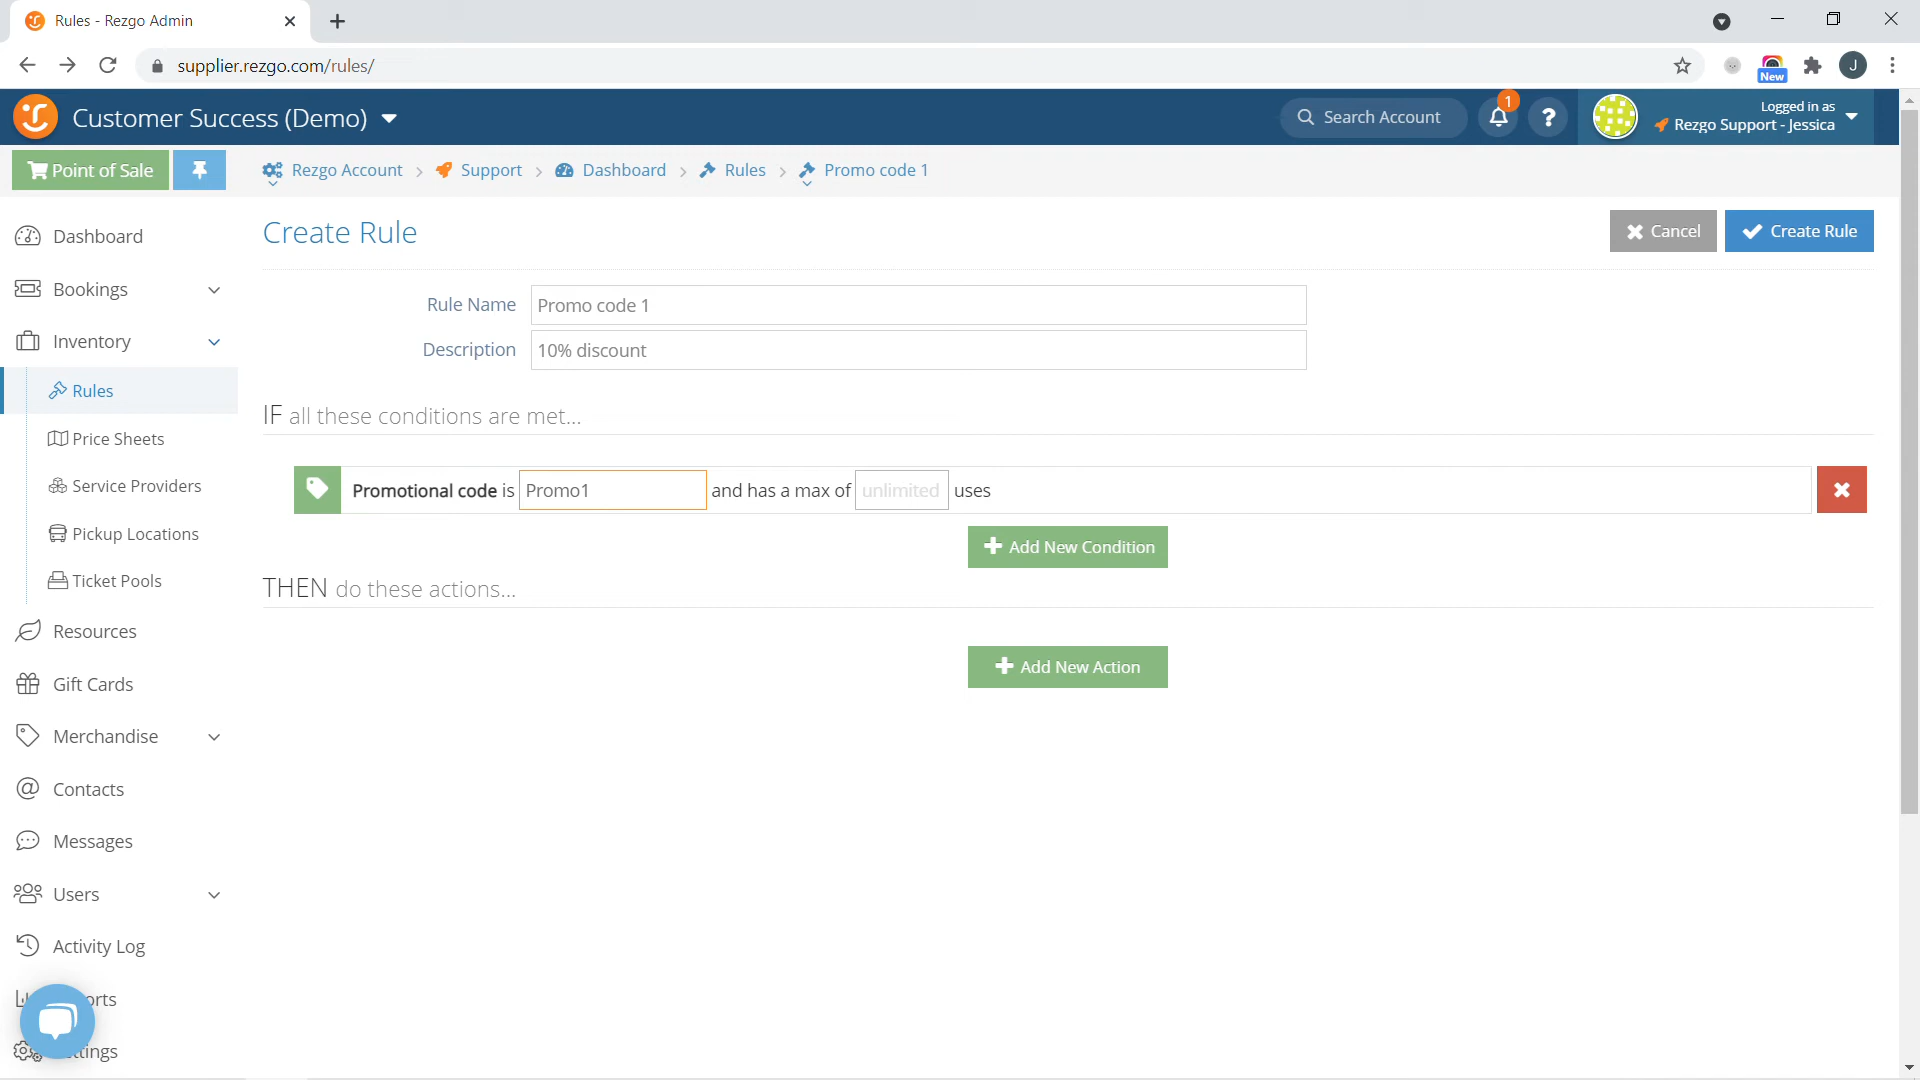 Rules - Rezgo Admin
supplier.rezgo.com/rules/
New
J
Customer Success (Demo)
Search Account
1
?
Logged in as
Rezgo Support - Jessica
Point of Sale
Rezgo Account
Support
Dashboard
Rules
Promo code 1
Dashboard
Bookings
Inventory
Rules
Price Sheets
Service Providers
Pickup Locations
Ticket Pools
Resources
Gift Cards
Merchandise
Contacts
Messages
Users
Activity Log
Create Rule
Cancel
Create Rule
Rule Name
Promo code 1
Description
10% discount
IF all these conditions are met...
Promotional code is Promo1 and has a max of unlimited uses
Add New Condition
THEN do these actions...
Add New Action